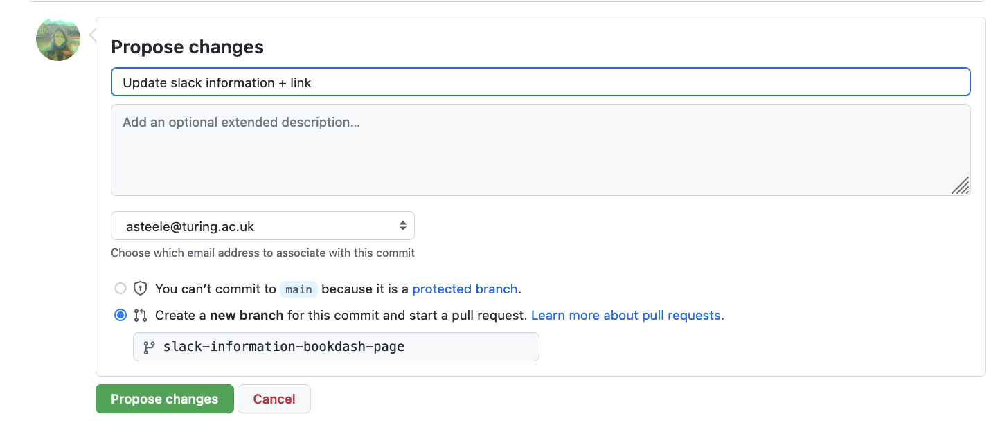 Propose changes
Update slack information + link
Add an optional extended description...
asteele@turing.ac.uk
Choose which email address to associate with this commit
You can’t commit to main because it is a protected branch.
Create a new branch for this commit and start a pull request. Learn more about pull requests.
slack-information-bookdash-page
Propose changes Cancel